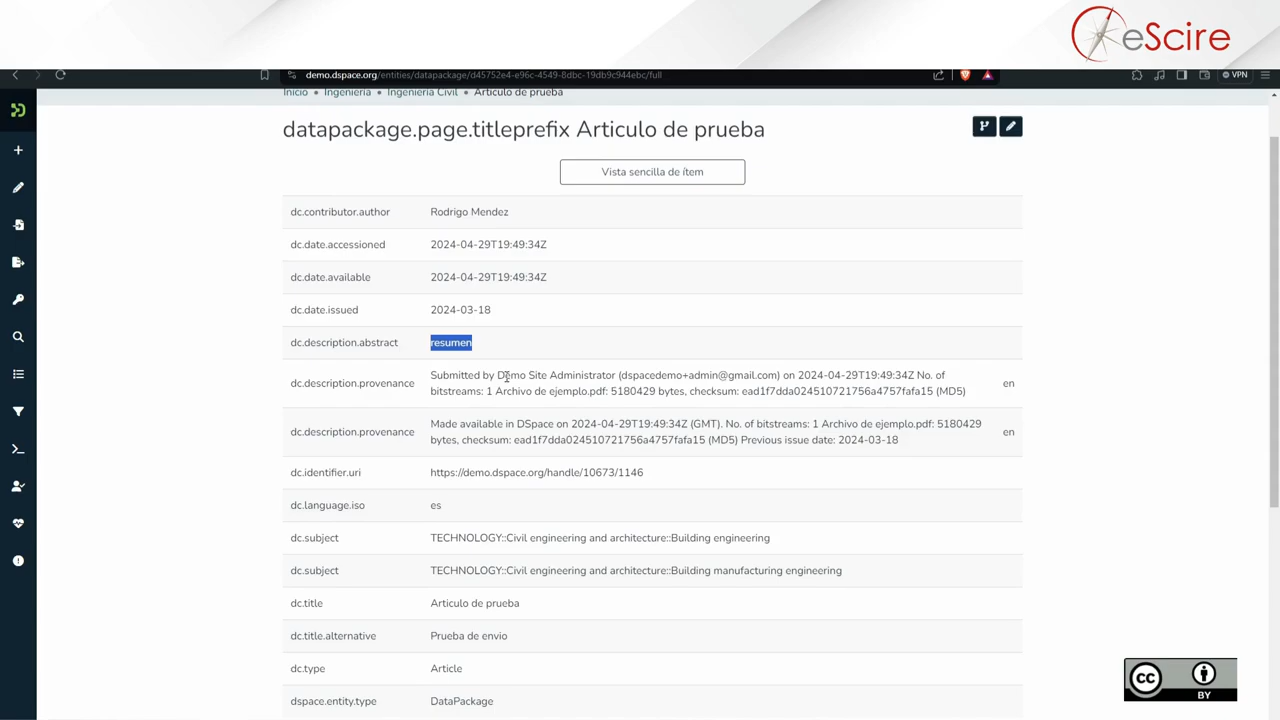 eScire
demo.dspace.org/entities/datapackage/d45752e4-e96c-4549-8dbc-19db9c944ebc/full
VPN
Inicio • Ingeniería • Ingeniería Civil • Articulo de prueba
datapackage.page.titleprefix Articulo de prueba
Vista sencilla de ítem
dc.contributor.author Rodrigo Mendez
dc.date.accessioned 2024-04-29T19:49:34Z
dc.date.available 2024-04-29T19:49:34Z
dc.date.issued 2024-03-18
dc.description.abstract resumen
dc.description.provenance Submitted by Demo Site Administrator (dspacedemo+admin@gmail.com) on 2024-04-29T19:49:34Z No. of
bitstreams: 1 Archivo de ejemplo.pdf: 5180429 bytes, checksum: ead1f7dda024510721756a4757fafa15 (MD5) en
dc.description.provenance Made available in DSpace on 2024-04-29T19:49:34Z (GMT). No. of bitstreams: 1 Archivo de ejemplo.pdf: 5180429
bytes, checksum: ead1f7dda024510721756a4757fafa15 (MD5) Previous issue date: 2024-03-18 en
dc.identifier.uri https://demo.dspace.org/handle/10673/1146
dc.language.iso es
dc.subject TECHNOLOGY::Civil engineering and architecture::Building engineering
dc.subject TECHNOLOGY::Civil engineering and architecture::Building manufacturing engineering
dc.title Articulo de prueba
dc.title.alternative Prueba de envio
dc.type Article
dspace.entity.type DataPackage
cc
BY